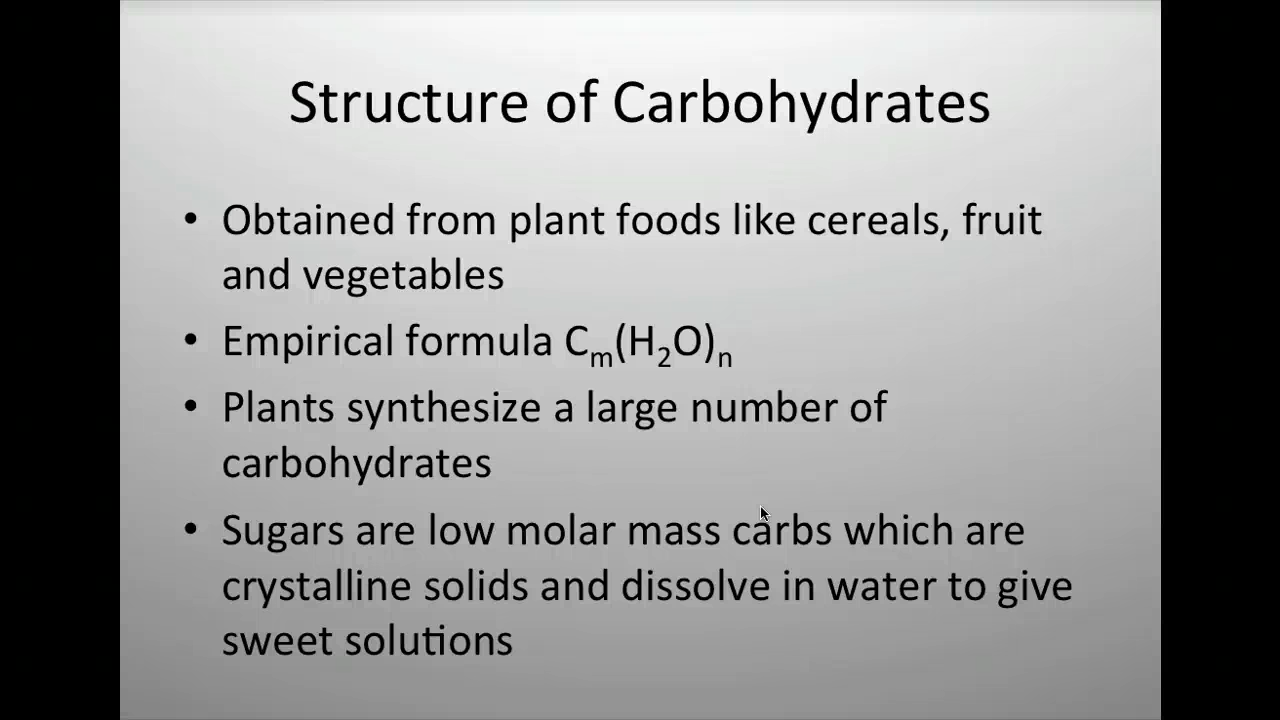 Structure of Carbohydrates
• Obtained from plant foods like cereals, fruit
and vegetables
• Empirical formula Cₘ(H₂O)ₙ
• Plants synthesize a large number of
carbohydrates
• Sugars are low molar mass carbs which are
crystalline solids and dissolve in water to give
sweet solutions